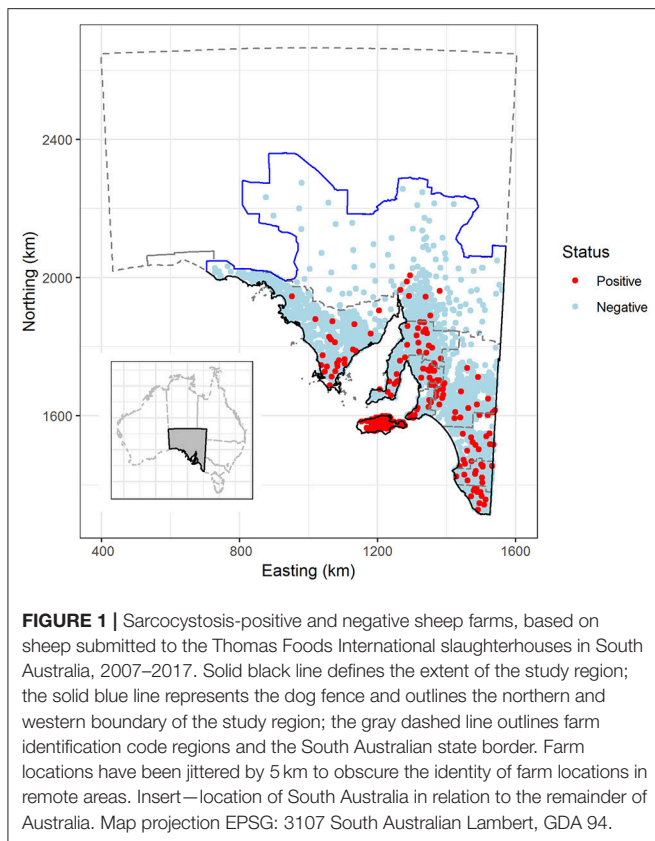 2400
2000
1600
Northing (km)
400 800 1200 1600
Easting (km)
Status
Positive
Negative
FIGURE 1 | Sarcocystosis-positive and negative sheep farms, based on
sheep submitted to the Thomas Foods International slaughterhouses in South
Australia, 2007–2017. Solid black line defines the extent of the study region;
the solid blue line represents the dog fence and outlines the northern and
western boundary of the study region; the gray dashed line outlines farm
identification code regions and the South Australian state border. Farm
locations have been jittered by 5 km to obscure the identity of farm locations in
remote areas. Insert—location of South Australia in relation to the remainder of
Australia. Map projection EPSG: 3107 South Australian Lambert, GDA 94.